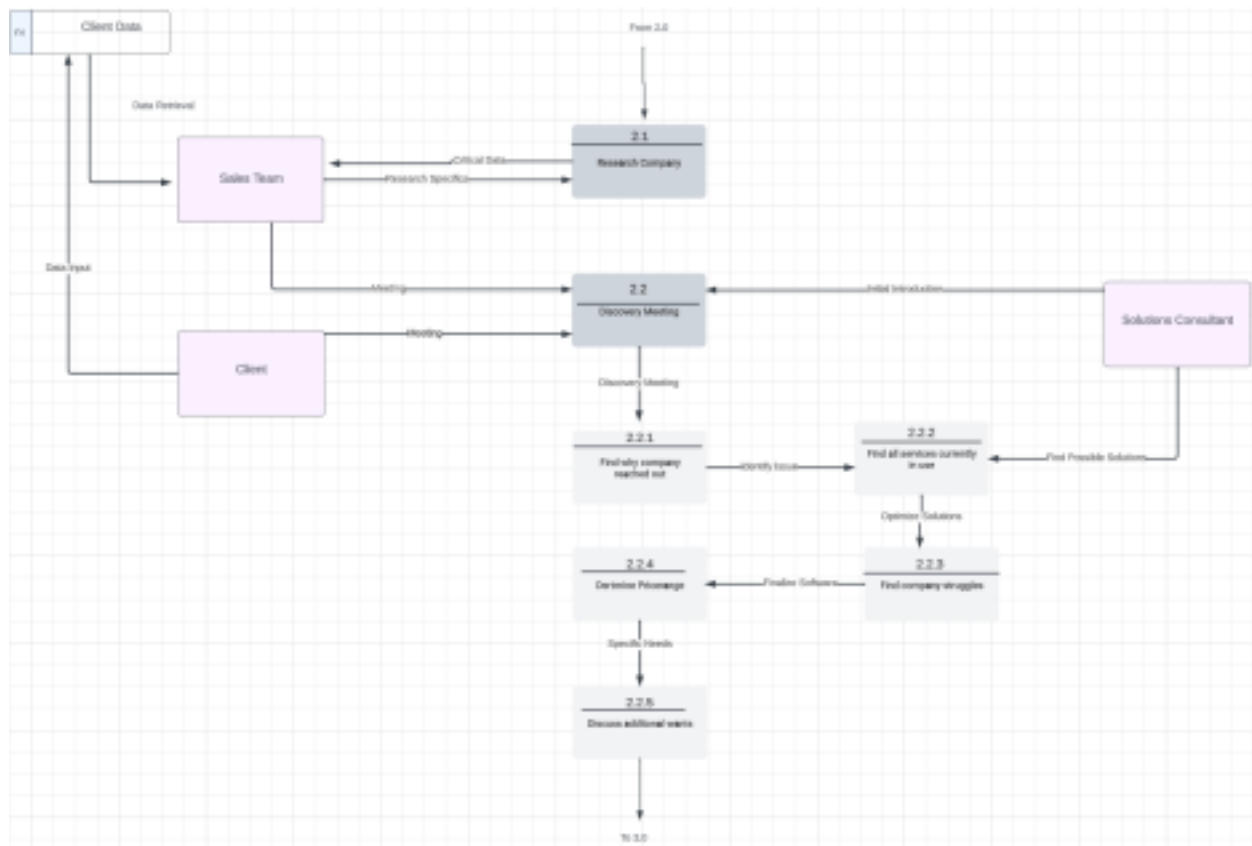 Client Data
From 2.0
Data Retrieval
2.1
Research Company
Critical Data
Research Specifics
Sales Team
Data Input
Meeting
2.2
Discovery Meeting
Initial Introduction
Solutions Consultant
Meeting
Client
Discovery Meeting
2.2.1
Find why company
reached out
Identify Issue
2.2.2
Find all services currently
in use
Find Possible Solutions
Optimize Solutions
2.2.3
Find company struggles
Finalize Software
2.2.4
Pricerange
Specific Needs
2.2.5
Discuss additional wants
To 3.0